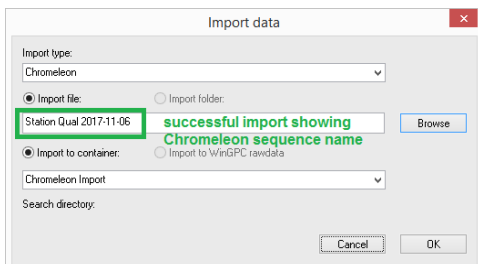 Import data
×
Import type:
Chromeleon
Import file:
Import folder:
Station Qual 2017-11-06
successful import showing
Chromeleon sequence name
Browse
Import to container:
Import to WinGPC rawdata
Chromeleon Import
Search directory:
Cancel
OK